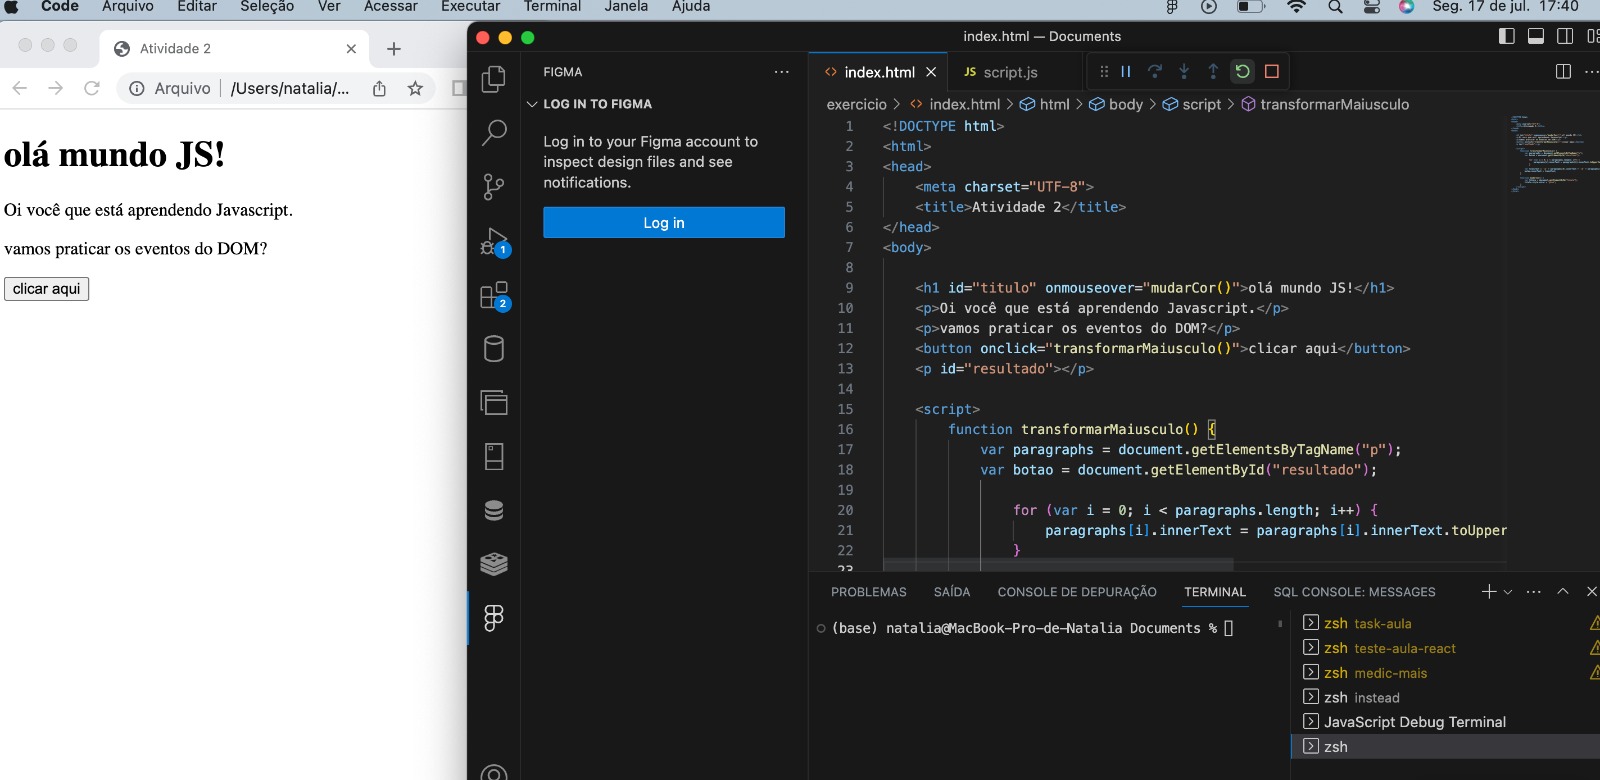 Code Arquivo Editar Seleção Ver Acessar Executar Terminal Janela Ajuda Seg. 17 de jul. 17:40
Atividade 2
Arquivo /Users/natalia/...
olá mundo JS!
Oi você que está aprendendo Javascript.
vamos praticar os eventos do DOM?
clicar aqui
index.html — Documents
FIGMA
LOG IN TO FIGMA
Log in to your Figma account to
inspect design files and see
notifications.
Log in
1
2
index.html
JS script.js
exercicio > index.html > html > body > script > transformarMaiusculo
1 <!DOCTYPE html>
2 <html>
3 <head>
4 <meta charset="UTF-8">
5 <title>Atividade 2</title>
6 </head>
7 <body>
8
9 <h1 id="titulo" onmouseover="mudarCor()">olá mundo JS!</h1>
10 <p>Oi você que está aprendendo Javascript.</p>
11 <p>vamos praticar os eventos do DOM?</p>
12 <button onclick="transformarMaiusculo()">clicar aqui</button>
13 <p id="resultado"></p>
14
15 <script>
16 function transformarMaiusculo() {
17 var paragraphs = document.getElementsByTagName("p");
18 var botao = document.getElementById("resultado");
19
20 for (var i = 0; i < paragraphs.length; i++) {
21 paragraphs[i].innerText = paragraphs[i].innerText.toUpper
22 }
23
PROBLEMAS SAÍDA CONSOLE DE DEPURAÇÃO TERMINAL SQL CONSOLE: MESSAGES
(base) natalia@MacBook-Pro-de-Natalia Documents %
zsh task-aula
zsh teste-aula-react
zsh medic-mais
zsh instead
JavaScript Debug Terminal
zsh